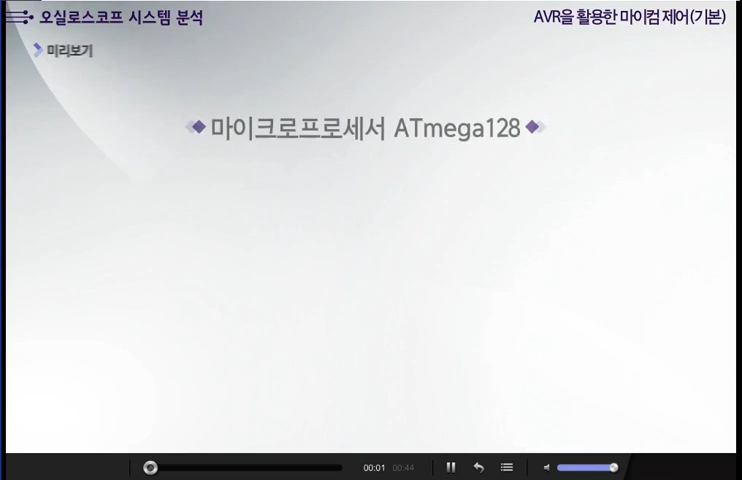 오실로스코프 시스템 분석
AVR을 활용한 마이컴 제어(기본)
미리보기
마이크로프로세서 ATmega128
00:01 00:44